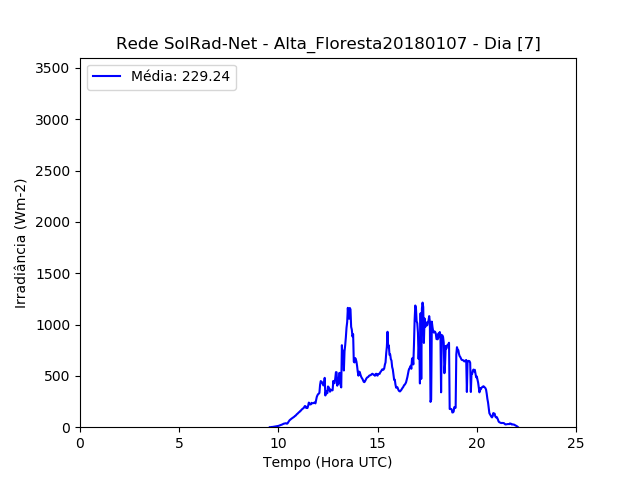 Rede SolRad-Net - Alta_Floresta20180107 - Dia [7]
Média: 229.24
Irradiância (Wm-2)
3500
3000
2500
2000
1500
1000
500
0
0 5 10 15 20 25
Tempo (Hora UTC)